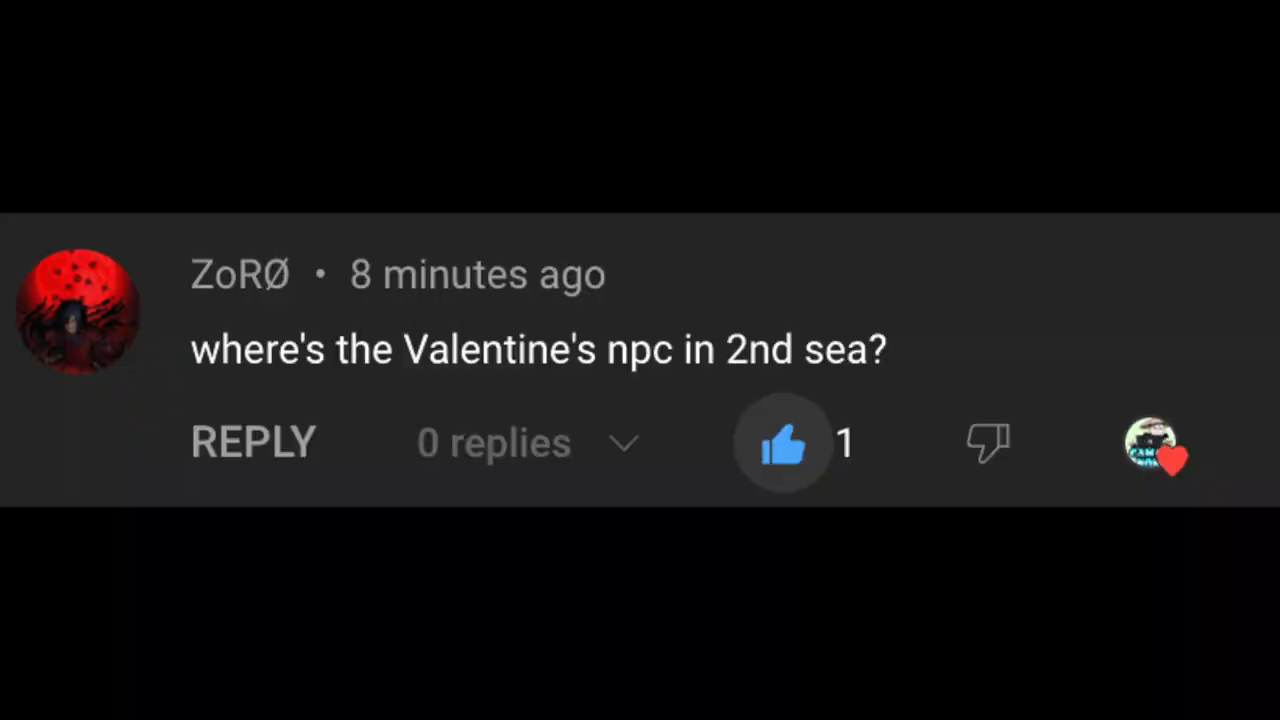 ZoRØ • 8 minutes ago
where's the Valentine's npc in 2nd sea?
REPLY 0 replies 1